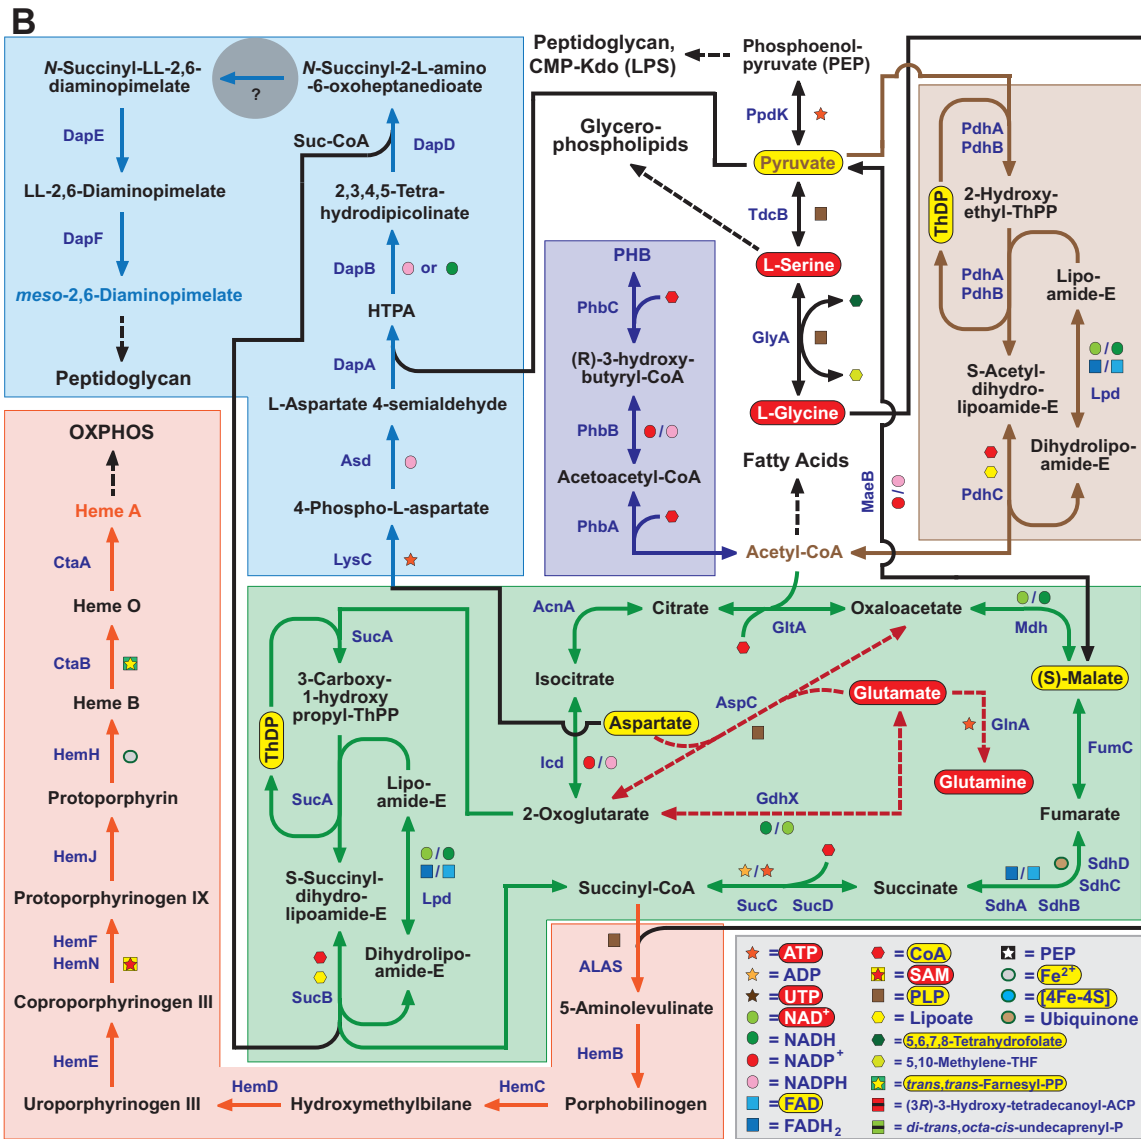 B
N-Succinyl-LL-2,6-
diaminopimelate
?
N-Succinyl-2-L-amino
-6-oxoheptanedioate
DapE
Suc-CoA
DapD
LL-2,6-Diaminopimelate
2,3,4,5-Tetra-
hydrodipicolinate
DapF
DapB
or
meso-2,6-Diaminopimelate
HTPA
DapA
Peptidoglycan
L-Aspartate 4-semialdehyde
Asd
4-Phospho-L-aspartate
LysC
Peptidoglycan,
CMP-Kdo (LPS)
Phosphoenol-
pyruvate (PEP)
PpdK
Glycero-
phospholipids
Pyruvate
TdcB
L-Serine
GlyA
L-Glycine
Fatty Acids
Acetyl-CoA
MaeB
/
PHB
PhbC
(R)-3-hydroxy-
butyryl-CoA
PhbB
/
Acetoacetyl-CoA
PhbA
PdhA
PdhB
ThDP
2-Hydroxy-
ethyl-ThPP
PdhA
PdhB
Lipo-
amide-E
S-Acetyl-
dihydro-
lipoamide-E
/
/
Lpd
Dihydrolipo-
amide-E
PdhC
OXPHOS
Heme A
CtaA
Heme O
CtaB
Heme B
HemH
Protoporphyrin
HemJ
Protoporphyrinogen IX
HemF
HemN
Coproporphyrinogen III
HemE
Uroporphyrinogen III
HemD
Hydroxymethylbilane
HemC
Porphobilinogen
HemB
5-Aminolevulinate
ALAS
AcnA
Citrate
GltA
Oxaloacetate
/
Mdh
Isocitrate
(S)-Malate
AspC
Glutamate
Aspartate
GlnA
Glutamine
FumC
Icd
/
2-Oxoglutarate
GdhX
/
Fumarate
SucA
3-Carboxy-
1-hydroxy
propyl-ThPP
ThDP
Lipo-
amide-E
SucA
S-Succinyl-
dihydro-
lipoamide-E
/
/
Lpd
Dihydrolipo-
amide-E
SucB
Succinyl-CoA
/
SucC SucD
Succinate
/
SdhD
SdhC
SdhA SdhB
= ATP
= ADP
= UTP
= NAD+
= NADH
= NADP+
= NADPH
= FAD
= FADH2
= CoA
= SAM
= PLP
= Lipoate
= 5,6,7,8-Tetrahydrofolate
= 5,10-Methylene-THF
= trans,trans-Farnesyl-PP
= (3R)-3-Hydroxy-tetradecanoyl-ACP
= di-trans,octa-cis-undecaprenyl-P
= PEP
= Fe2+
= [4Fe-4S]
= Ubiquinone